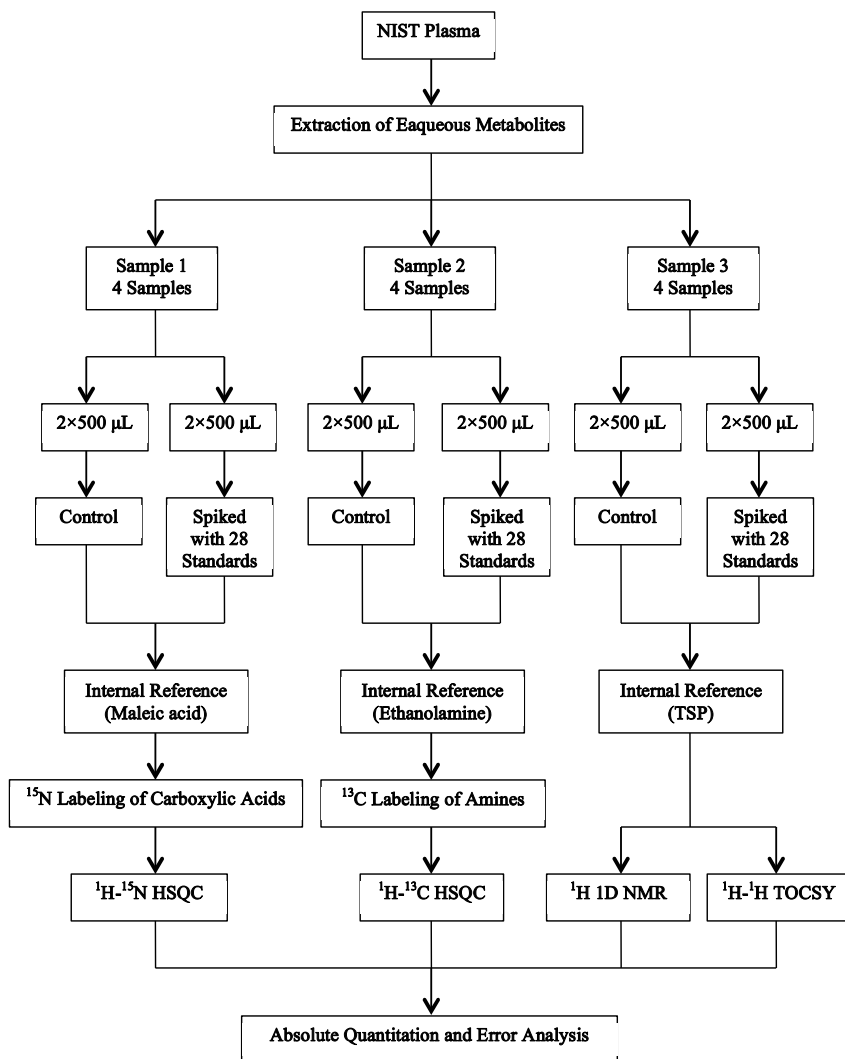 NIST Plasma
Extraction of Eaqueous Metabolites
Sample 1
4 Samples
Sample 2
4 Samples
Sample 3
4 Samples
2×500 μL
2×500 μL
2×500 μL
2×500 μL
2×500 μL
2×500 μL
Control
Spiked
with 28
Standards
Control
Spiked
with 28
Standards
Control
Spiked
with 28
Standards
Internal Reference
(Maleic acid)
Internal Reference
(Ethanolamine)
Internal Reference
(TSP)
¹⁵N Labeling of Carboxylic Acids
¹³C Labeling of Amines
¹H-¹⁵N HSQC
¹H-¹³C HSQC
¹H 1D NMR
¹H-¹H TOCSY
Absolute Quantitation and Error Analysis